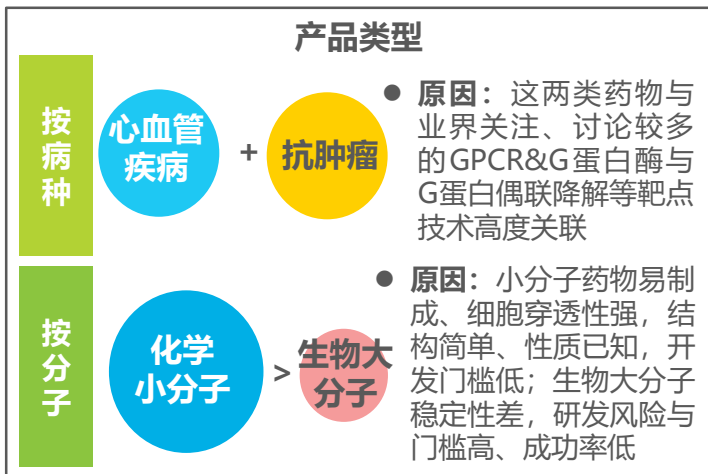 产品类型
按病种
心血管
疾病
+
抗肿瘤
● 原因：这两类药物与
业界关注、讨论较多
的GPCR&G蛋白酶与
G蛋白偶联降解等靶点
技术高度关联
按分子
化学
小分子
>
生物大
分子
● 原因：小分子药物易制
成、细胞穿透性强，结
构简单、性质已知，开
发门槛低；生物大分子
稳定性差，研发风险与
门槛高、成功率低